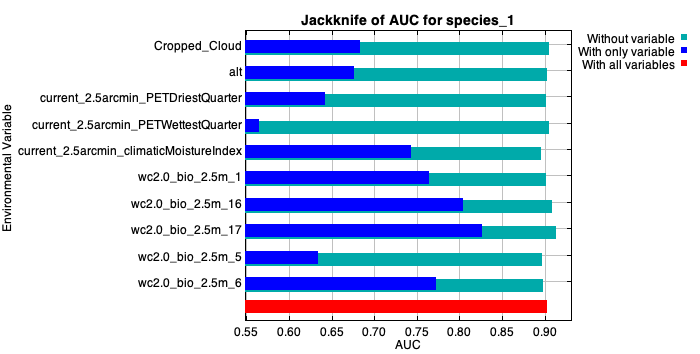 Jackknife of AUC for species_1
Without variable
With only variable
With all variables
Environmental Variable
Cropped_Cloud
alt
current_2.5arcmin_PETDriestQuarter
current_2.5arcmin_PETWettestQuarter
current_2.5arcmin_climaticMoistureIndex
wc2.0_bio_2.5m_1
wc2.0_bio_2.5m_16
wc2.0_bio_2.5m_17
wc2.0_bio_2.5m_5
wc2.0_bio_2.5m_6
0.55 0.60 0.65 0.70 0.75 0.80 0.85 0.90
AUC